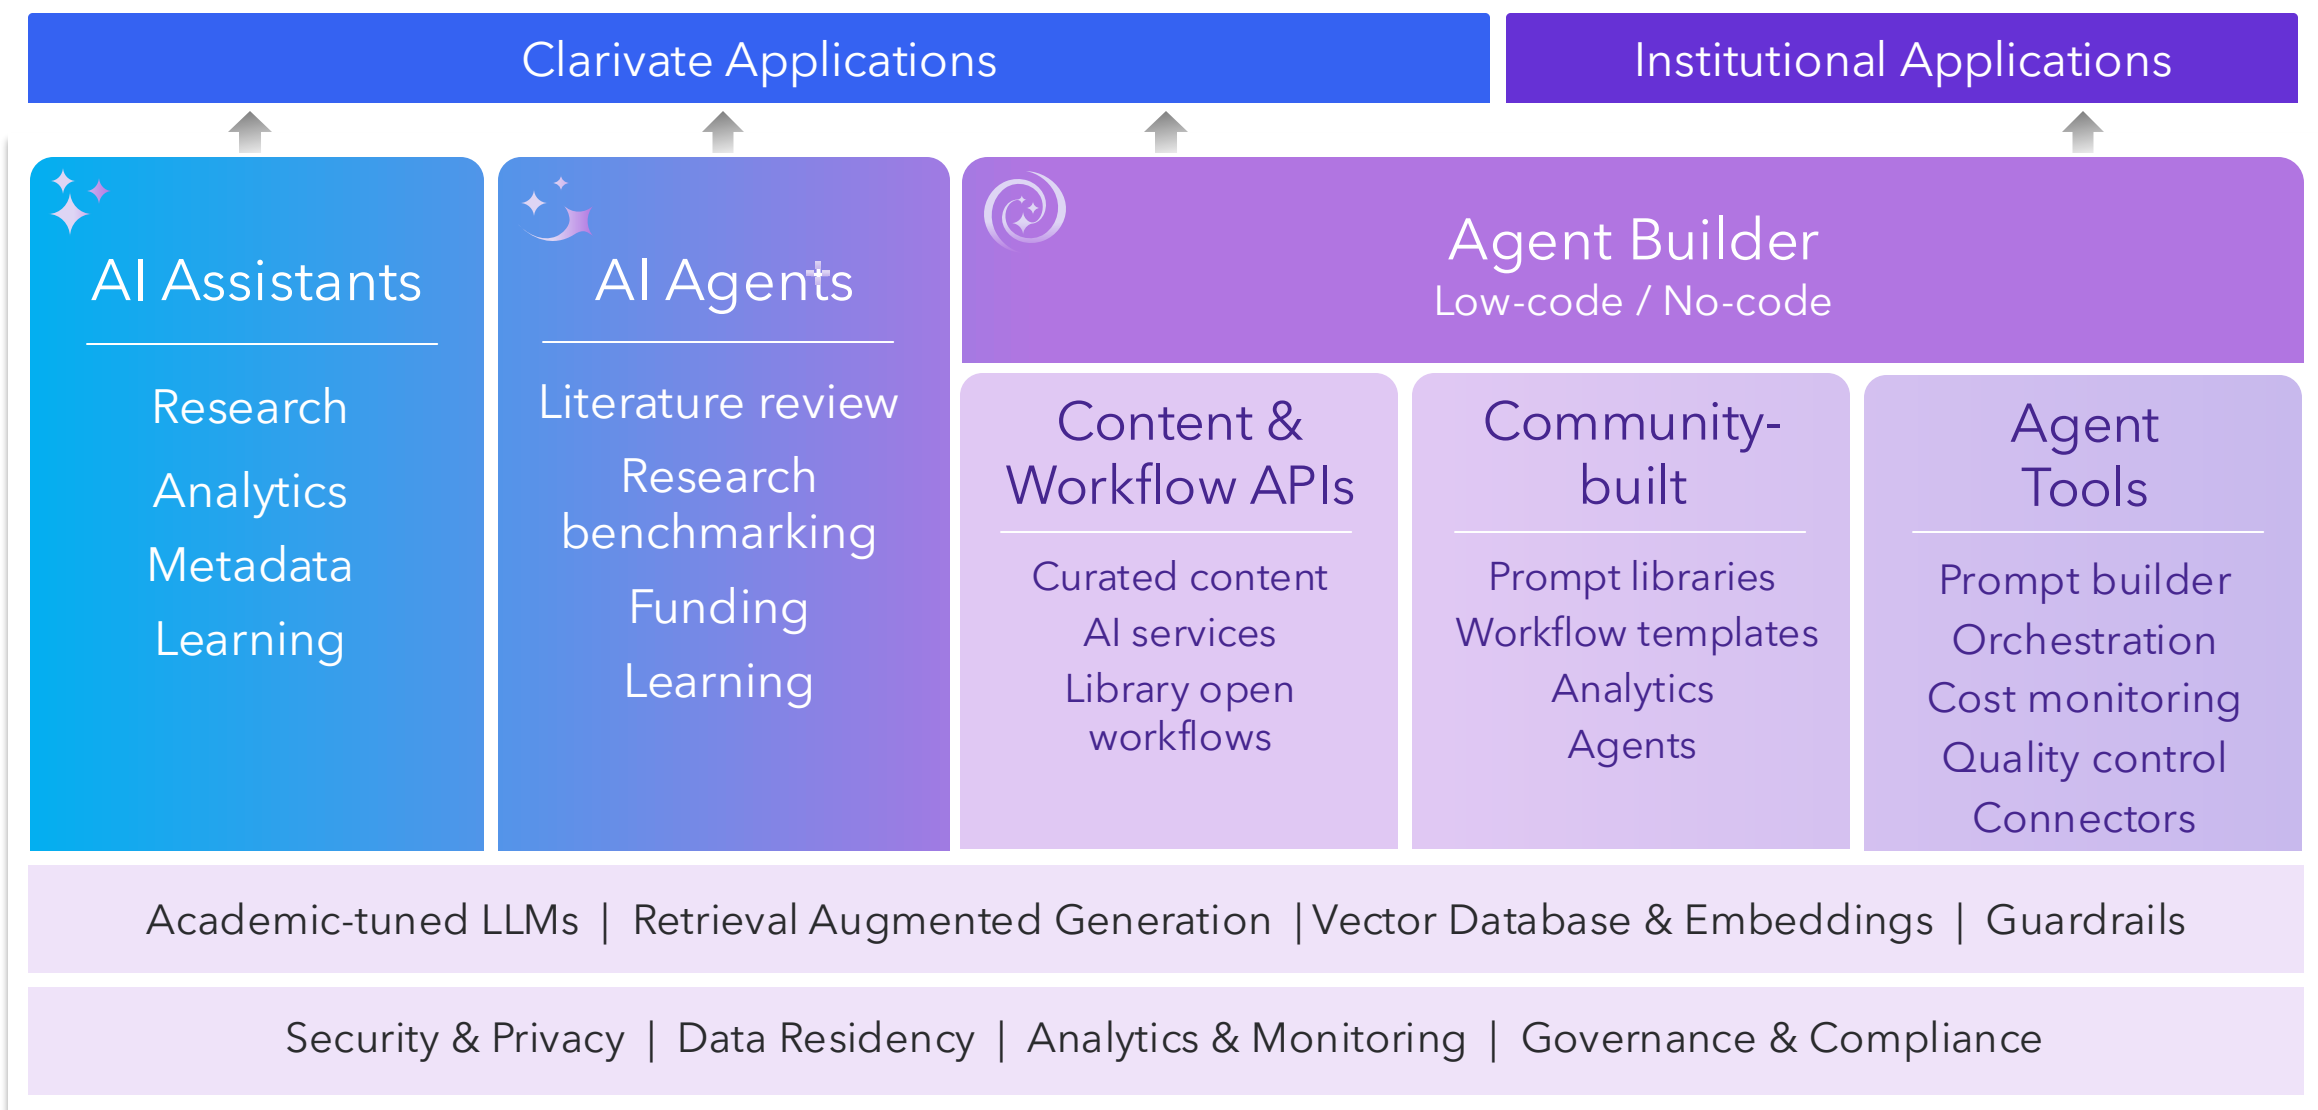 Clarivate Applications
Institutional Applications
AI Assistants
Research
Analytics
Metadata
Learning
AI Agents
Literature review
Research
benchmarking
Funding
Learning
Agent Builder
Low-code / No-code
Content &
Workflow APIs
Curated content
AI services
Library open
workflows
Community-
built
Prompt libraries
Workflow templates
Analytics
Agents
Agent
Tools
Prompt builder
Orchestration
Cost monitoring
Quality control
Connectors
Academic-tuned LLMs | Retrieval Augmented Generation | Vector Database & Embeddings | Guardrails
Security & Privacy | Data Residency | Analytics & Monitoring | Governance & Compliance